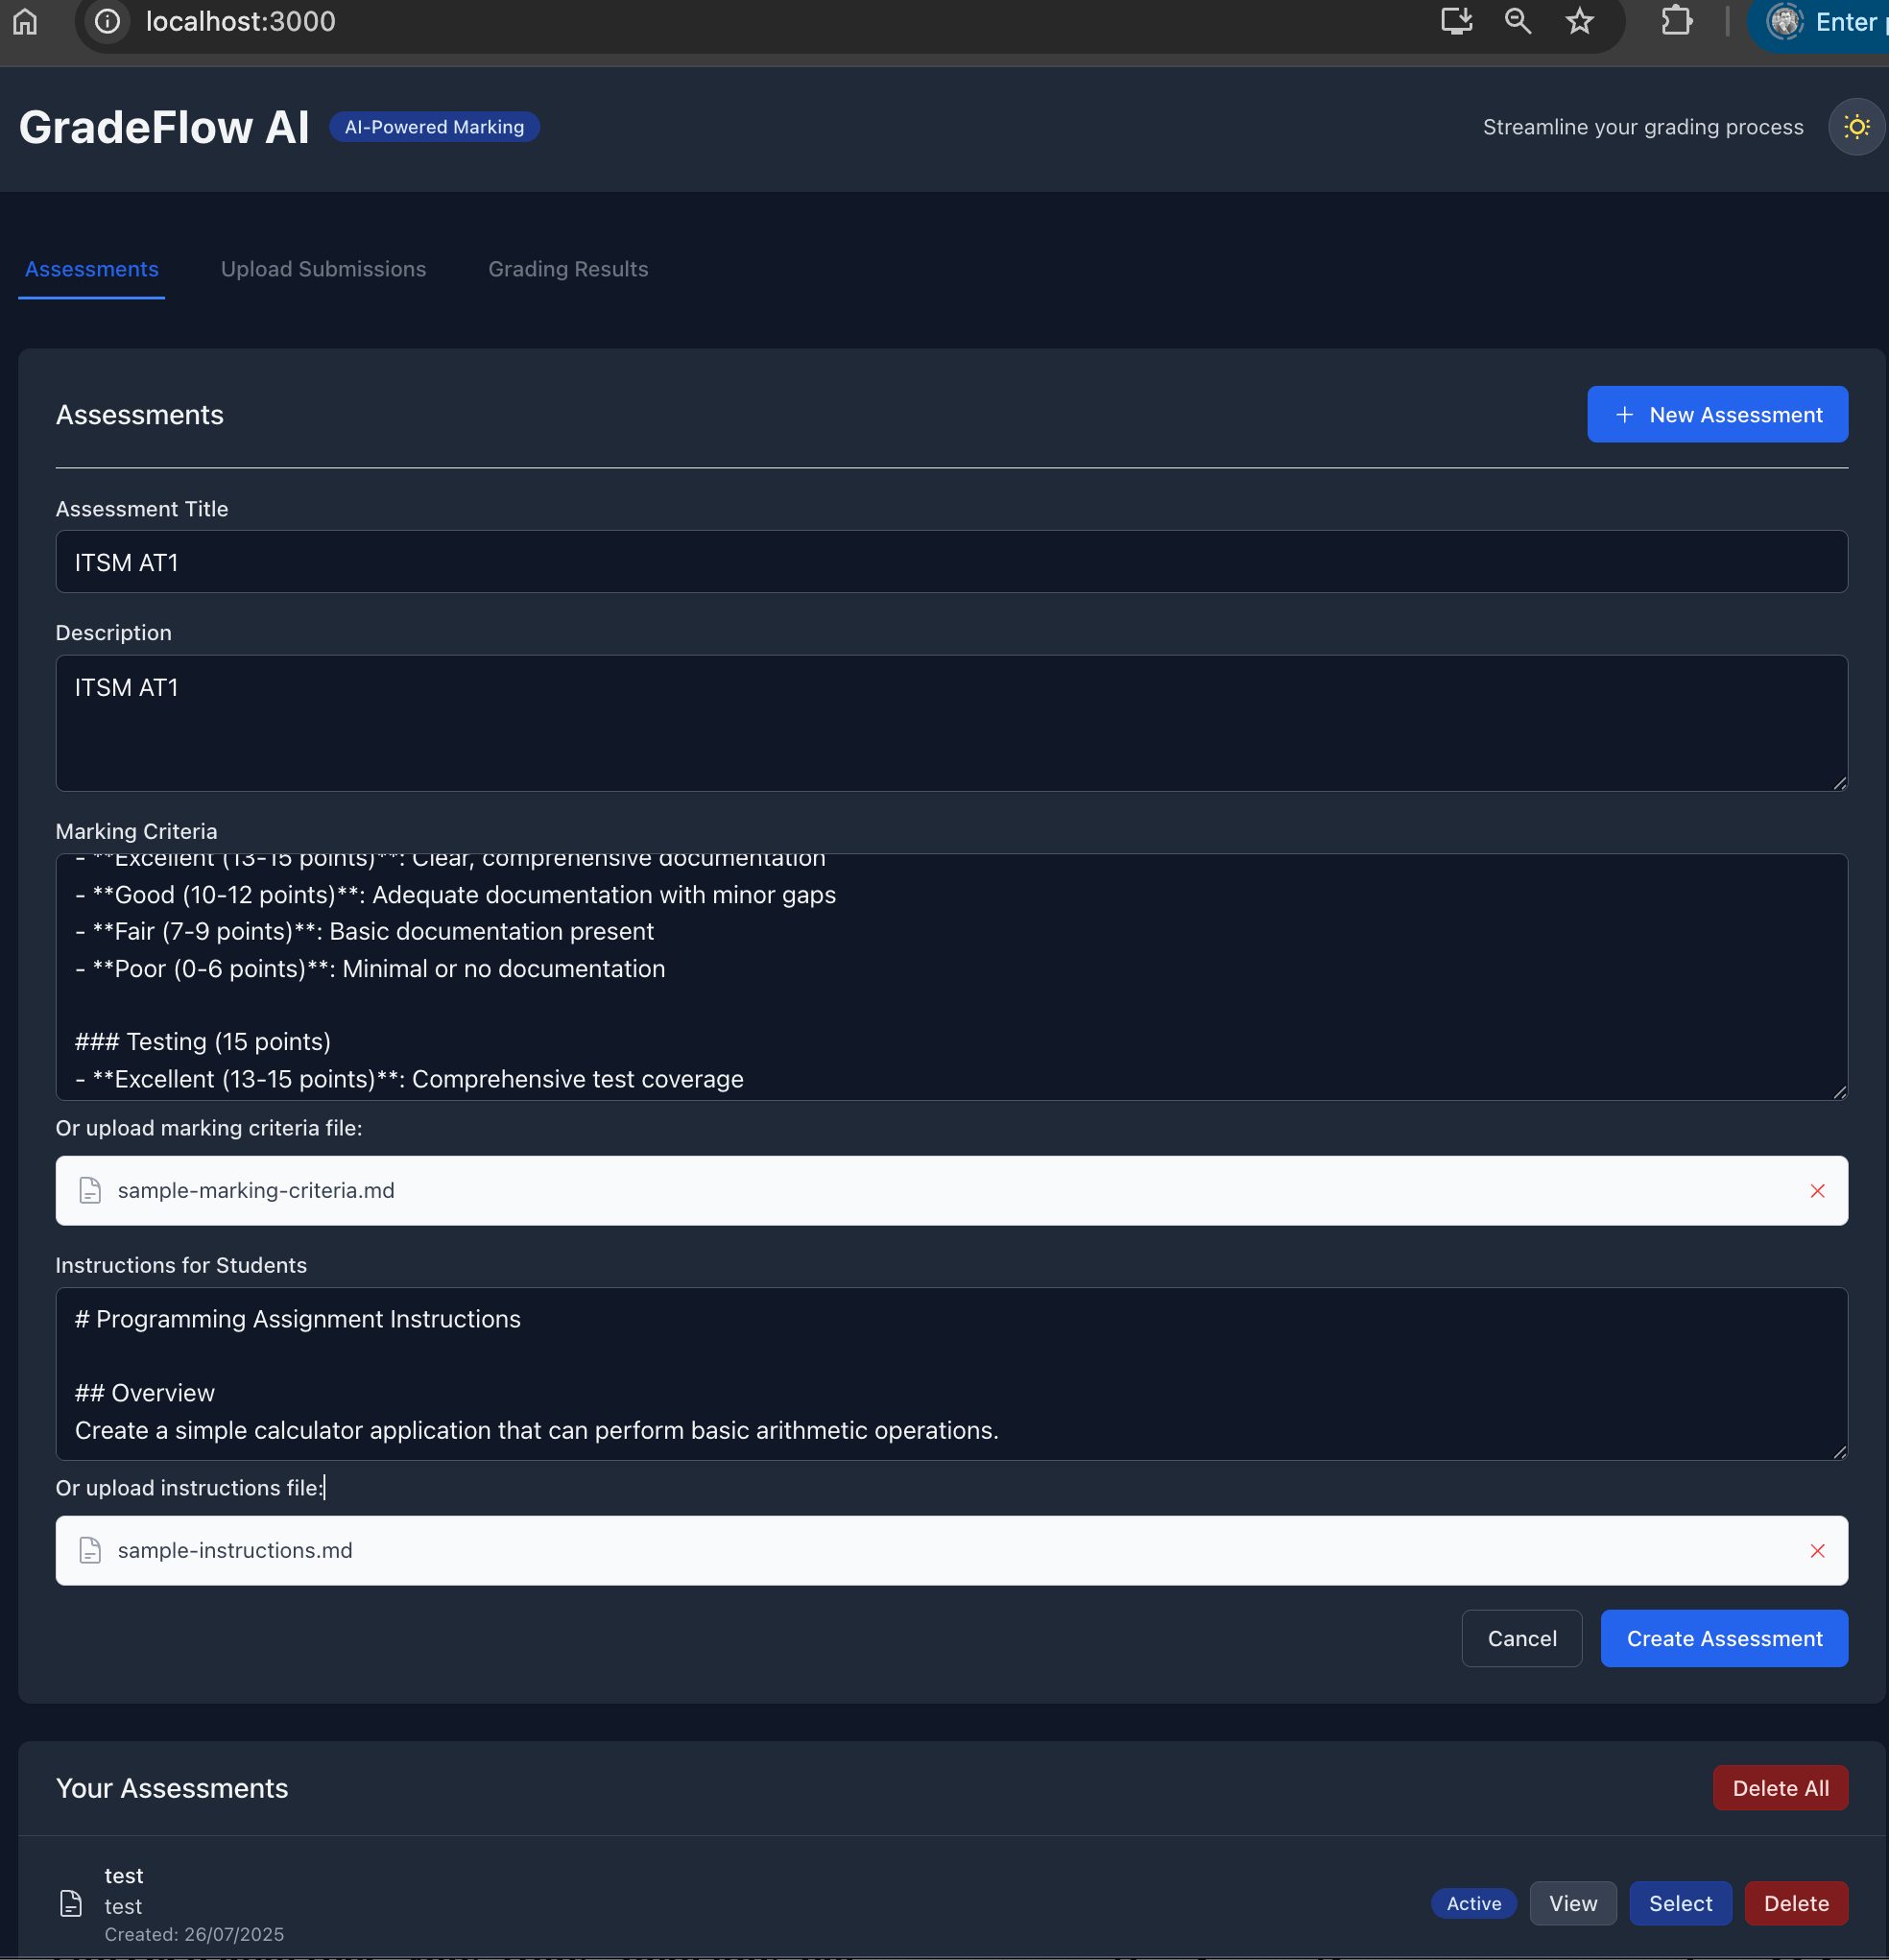 localhost:3000
Enter
GradeFlow AI
AI-Powered Marking
Streamline your grading process
Assessments
Upload Submissions
Grading Results
Assessments
+ New Assessment
Assessment Title
ITSM AT1
Description
ITSM AT1
Marking Criteria
- **Excellent (13-15 points)**: Clear, comprehensive documentation
- **Good (10-12 points)**: Adequate documentation with minor gaps
- **Fair (7-9 points)**: Basic documentation present
- **Poor (0-6 points)**: Minimal or no documentation
### Testing (15 points)
- **Excellent (13-15 points)**: Comprehensive test coverage
Or upload marking criteria file:
sample-marking-criteria.md
Instructions for Students
# Programming Assignment Instructions
## Overview
Create a simple calculator application that can perform basic arithmetic operations.
Or upload instructions file:
sample-instructions.md
Cancel
Create Assessment
Your Assessments
Delete All
test
test
Created: 26/07/2025
Active
View
Select
Delete